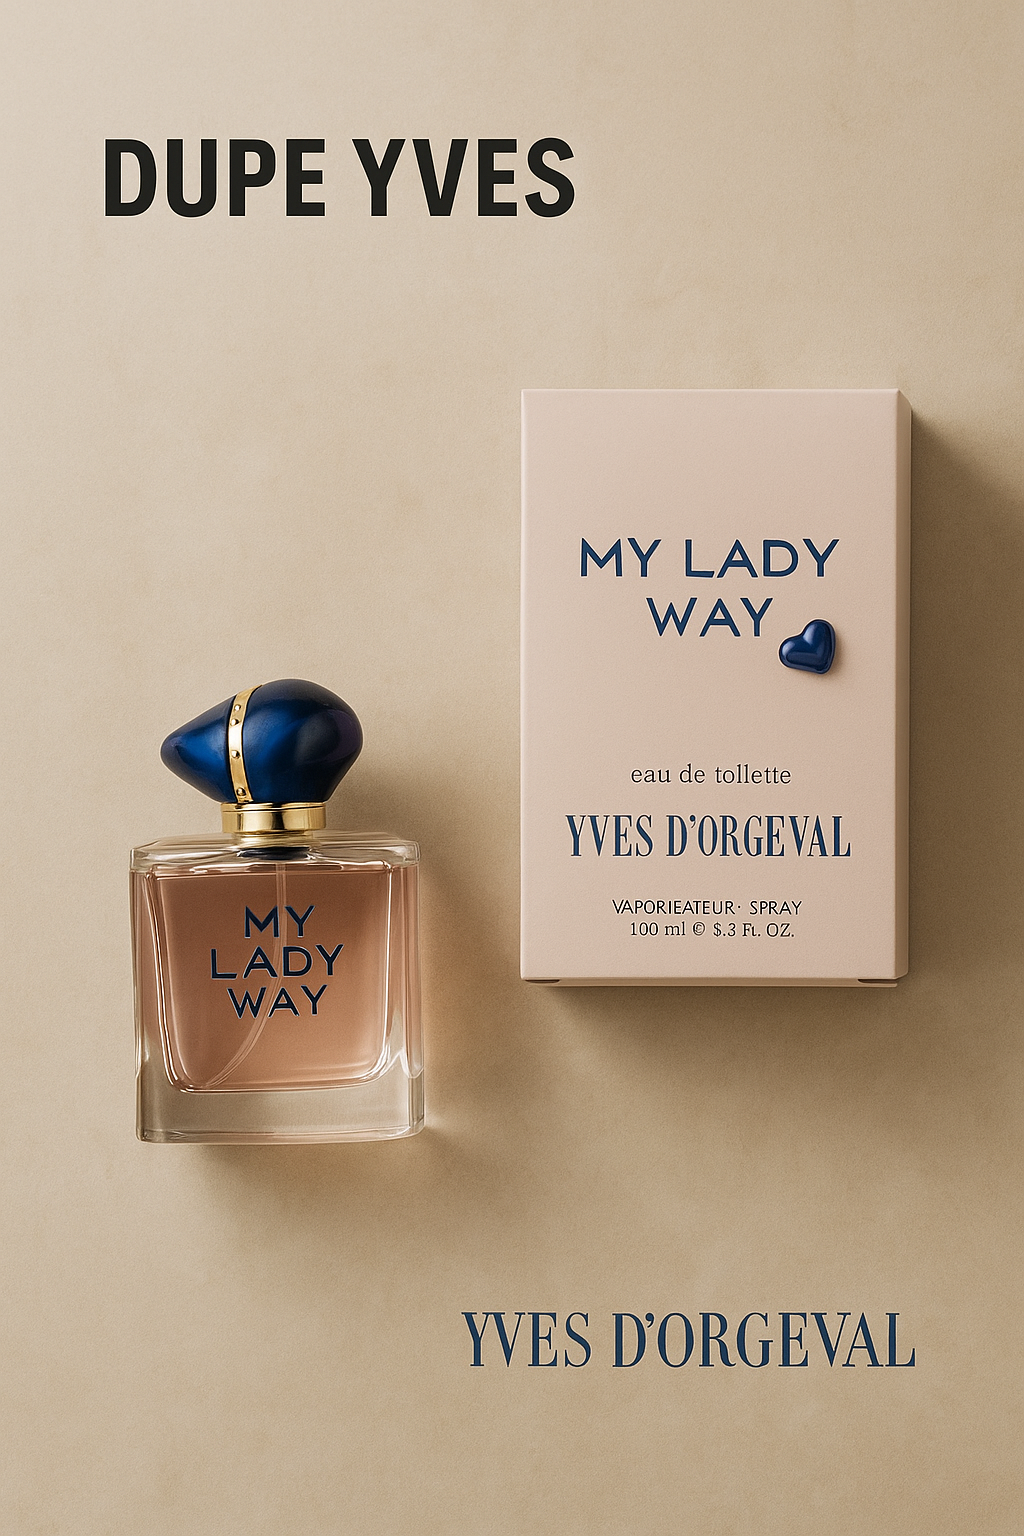 DUPE YVES
MY LADY
WAY
eau de tollette
YVES D'ORGEVAL
VAPORIEATEUR· SPRAY
100 ml © $.3 Ft. OZ.
MY
LADY
WAY
YVES D'ORGEVAL